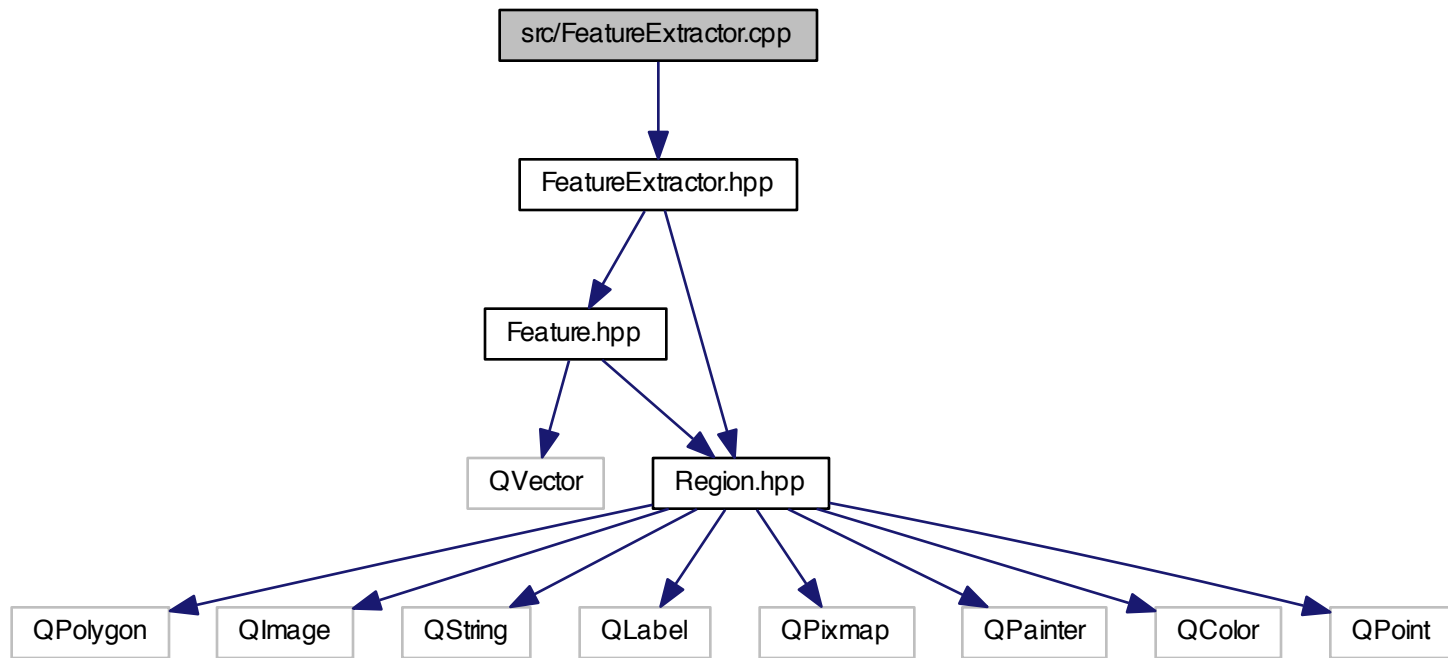 src/FeatureExtractor.cpp
FeatureExtractor.hpp
Feature.hpp
QVector
Region.hpp
QPolygon
QImage
QString
QLabel
QPixmap
QPainter
QColor
QPoint